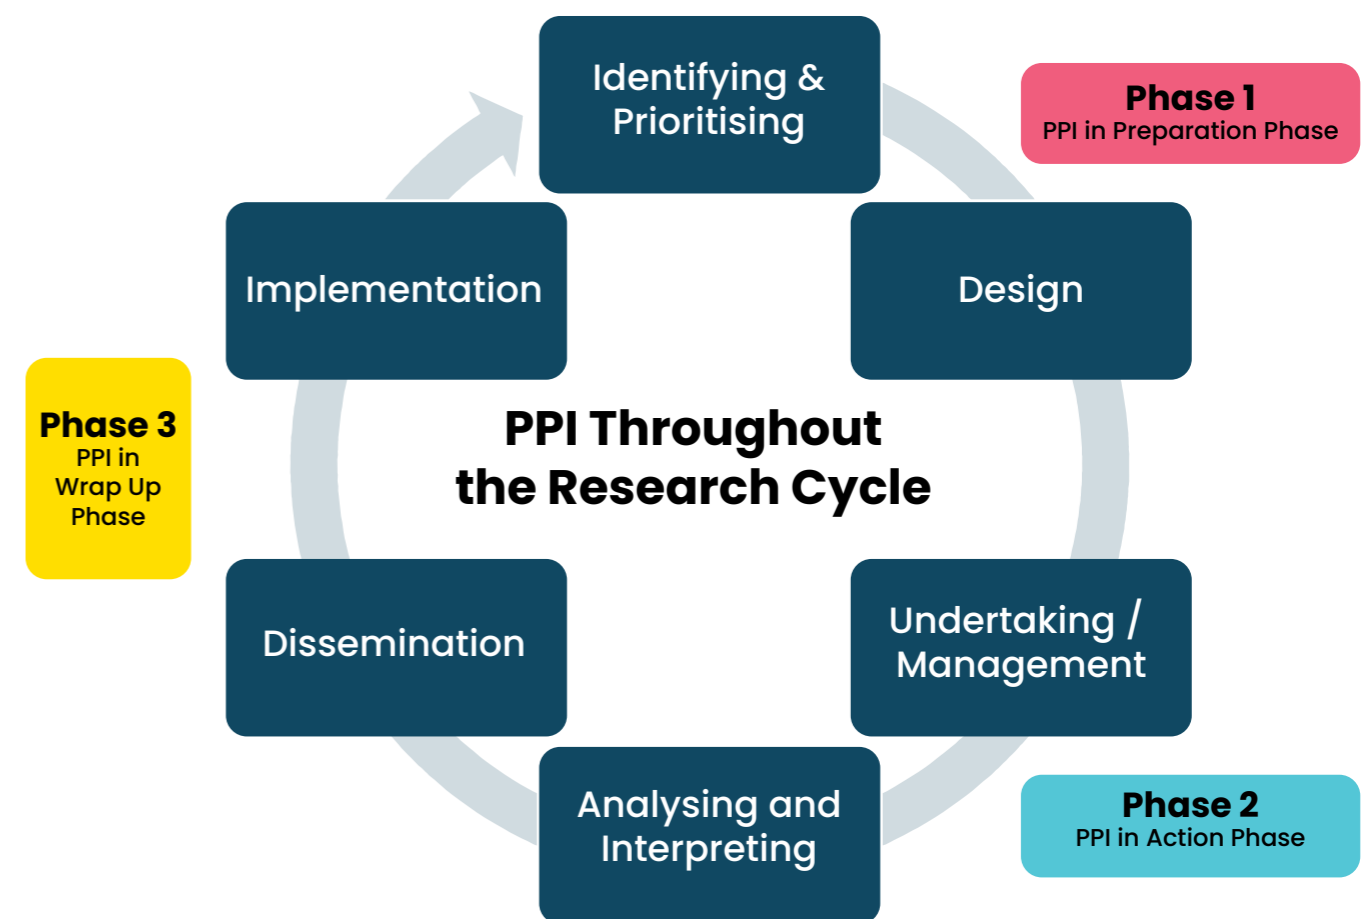 Identifying &
Prioritising
Phase 1
PPI in Preparation Phase
Implementation
Design
Phase 3
PPI in
Wrap Up
Phase
PPI Throughout
the Research Cycle
Dissemination
Undertaking /
Management
Analysing and
Interpreting
Phase 2
PPI in Action Phase